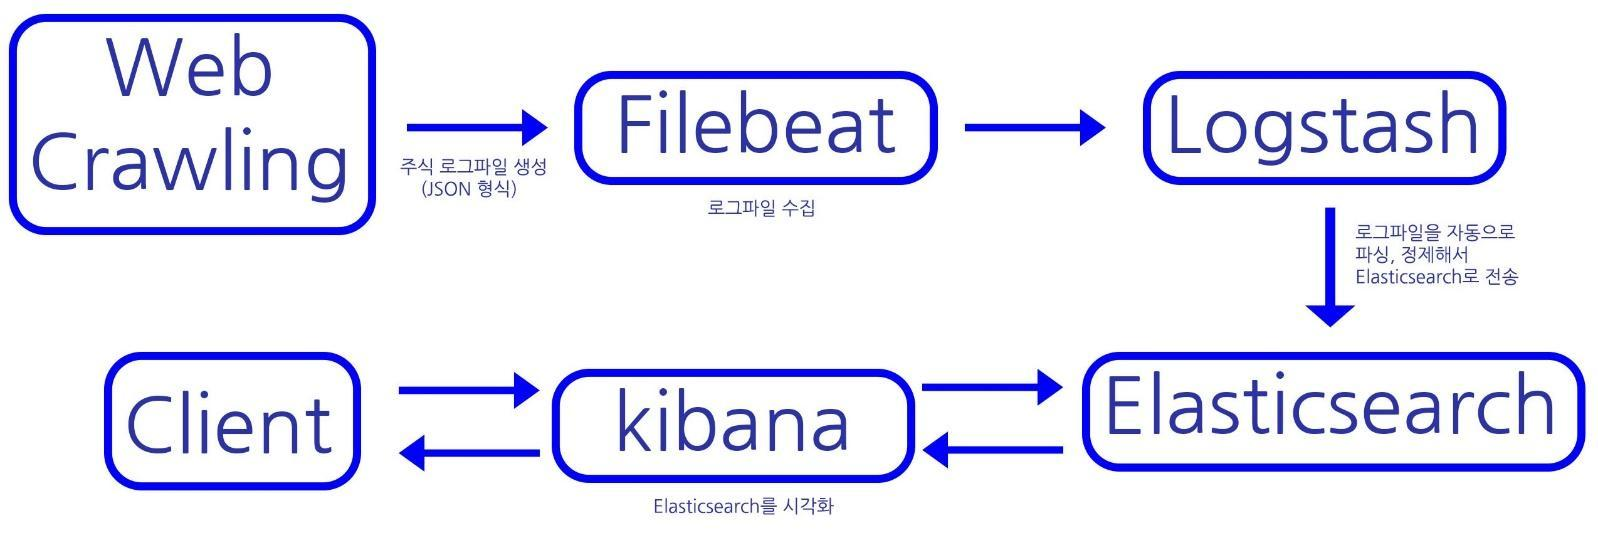 Web
Crawling
주식 로그파일 생성
(JSON 형식)
Filebeat
로그파일 수집
Logstash
로그파일을 자동으로
파싱, 정제해서
Elasticsearch로 전송
Client
kibana
Elasticsearch를 시각화
Elasticsearch